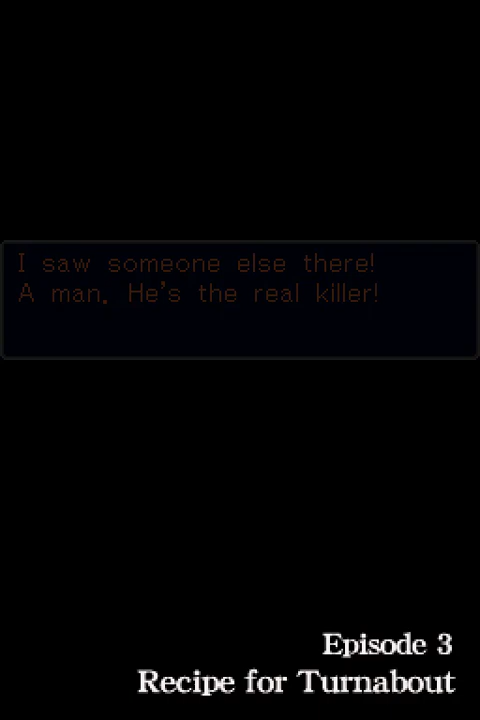 I saw someone else there!
A man. He's the real killer!
Episode 3
Recipe for Turnabout